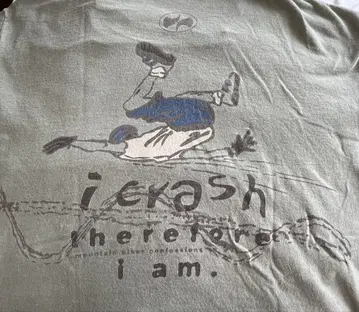 i crash
therefore
mountain biker confessions
i am.